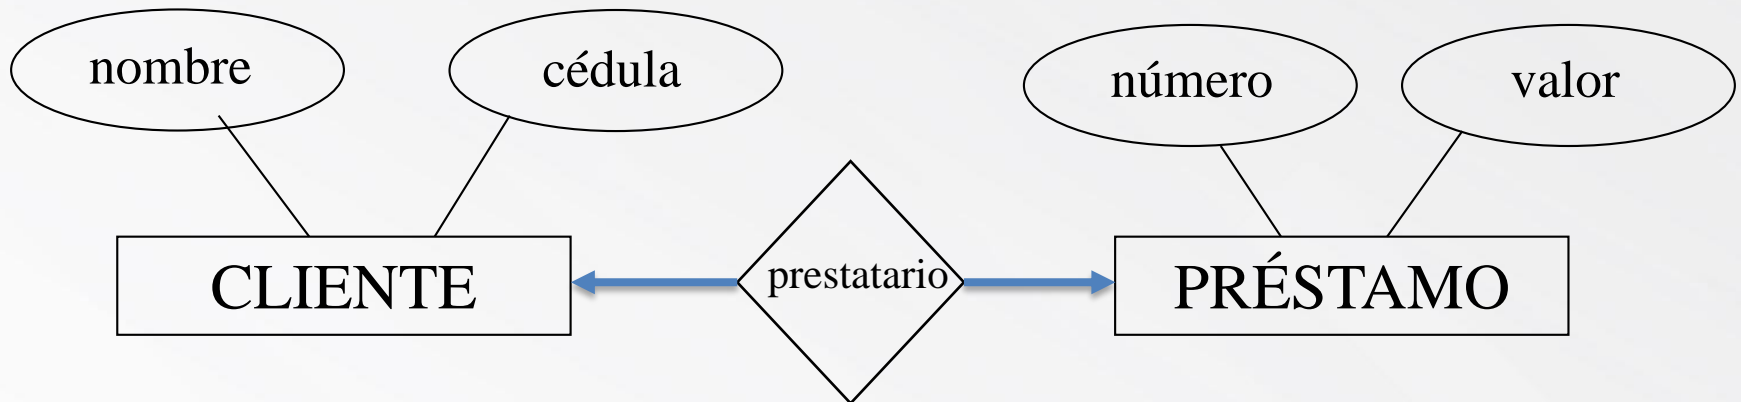 nombre
cédula
número
valor
CLIENTE
prestatario
PRÉSTAMO